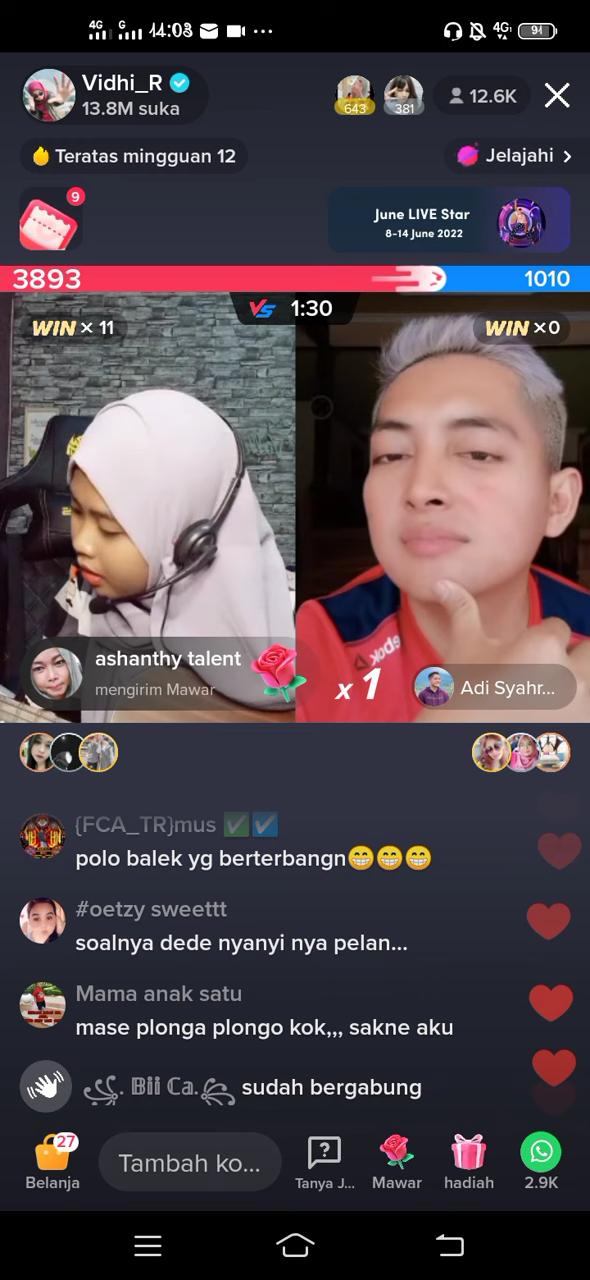 4G G 14:08 ... 4G 91
Vidhi_R
13.8M suka
643 381 12.6K
Teratas mingguan 12
Jelajahi >
9
June LIVE Star
8-14 June 2022
3893 1010
VS 1:30
WIN × 11 WIN ×0
Reebok
ashanthy talent
mengirim Mawar
x 1
Adi Syahr...
{FCA_TR}mus ✅☑️
polo balek yg berterbangn😁😁😁
#oetzy sweettt
soalnya dede nyanyi nya pelan...
Mama anak satu
mase plonga plongo kok,,, sakne aku
꧁. 𝔹𝕚𝕚 ℂ𝕒.꧂ sudah bergabung
27
Tambah ko...
Belanja Tanya J... Mawar hadiah 2.9K